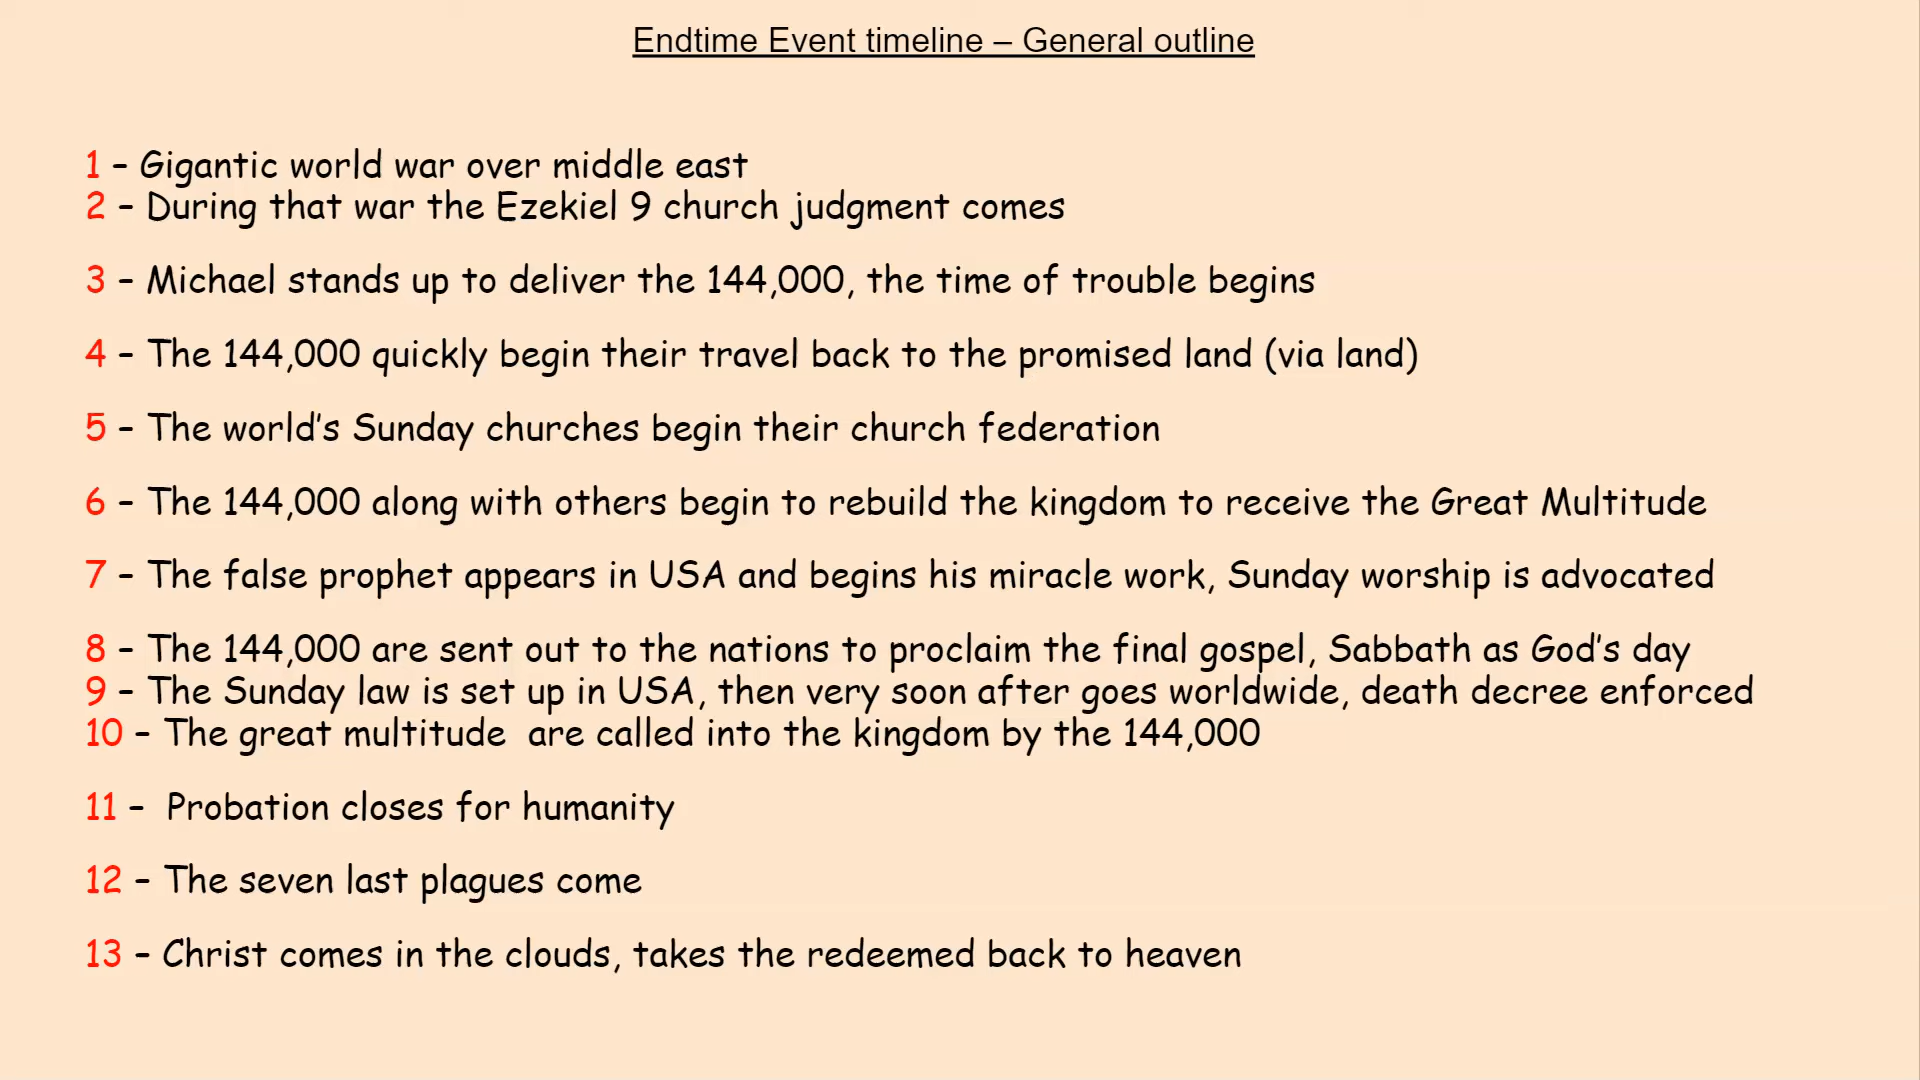 Endtime Event timeline – General outline
1 – Gigantic world war over middle east
2 – During that war the Ezekiel 9 church judgment comes
3 – Michael stands up to deliver the 144,000, the time of trouble begins
4 – The 144,000 quickly begin their travel back to the promised land (via land)
5 – The world’s Sunday churches begin their church federation
6 – The 144,000 along with others begin to rebuild the kingdom to receive the Great Multitude
7 – The false prophet appears in USA and begins his miracle work, Sunday worship is advocated
8 – The 144,000 are sent out to the nations to proclaim the final gospel, Sabbath as God’s day
9 – The Sunday law is set up in USA, then very soon after goes worldwide, death decree enforced
10 – The great multitude  are called into the kingdom by the 144,000
11 –  Probation closes for humanity
12 – The seven last plagues come
13 – Christ comes in the clouds, takes the redeemed back to heaven